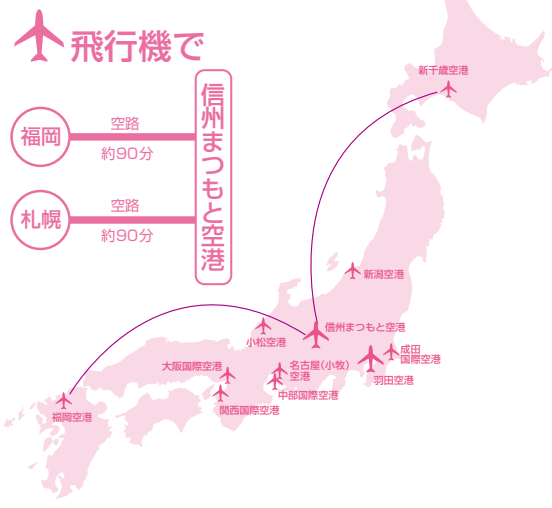 飛行機で
福岡
空路
約90分
札幌
空路
約90分
信州まつもと空港
新千歳空港
新潟空港
信州まつもと空港
小松空港
成田
国際空港
羽田空港
名古屋(小牧)
空港
中部国際空港
大阪国際空港
関西国際空港
福岡空港